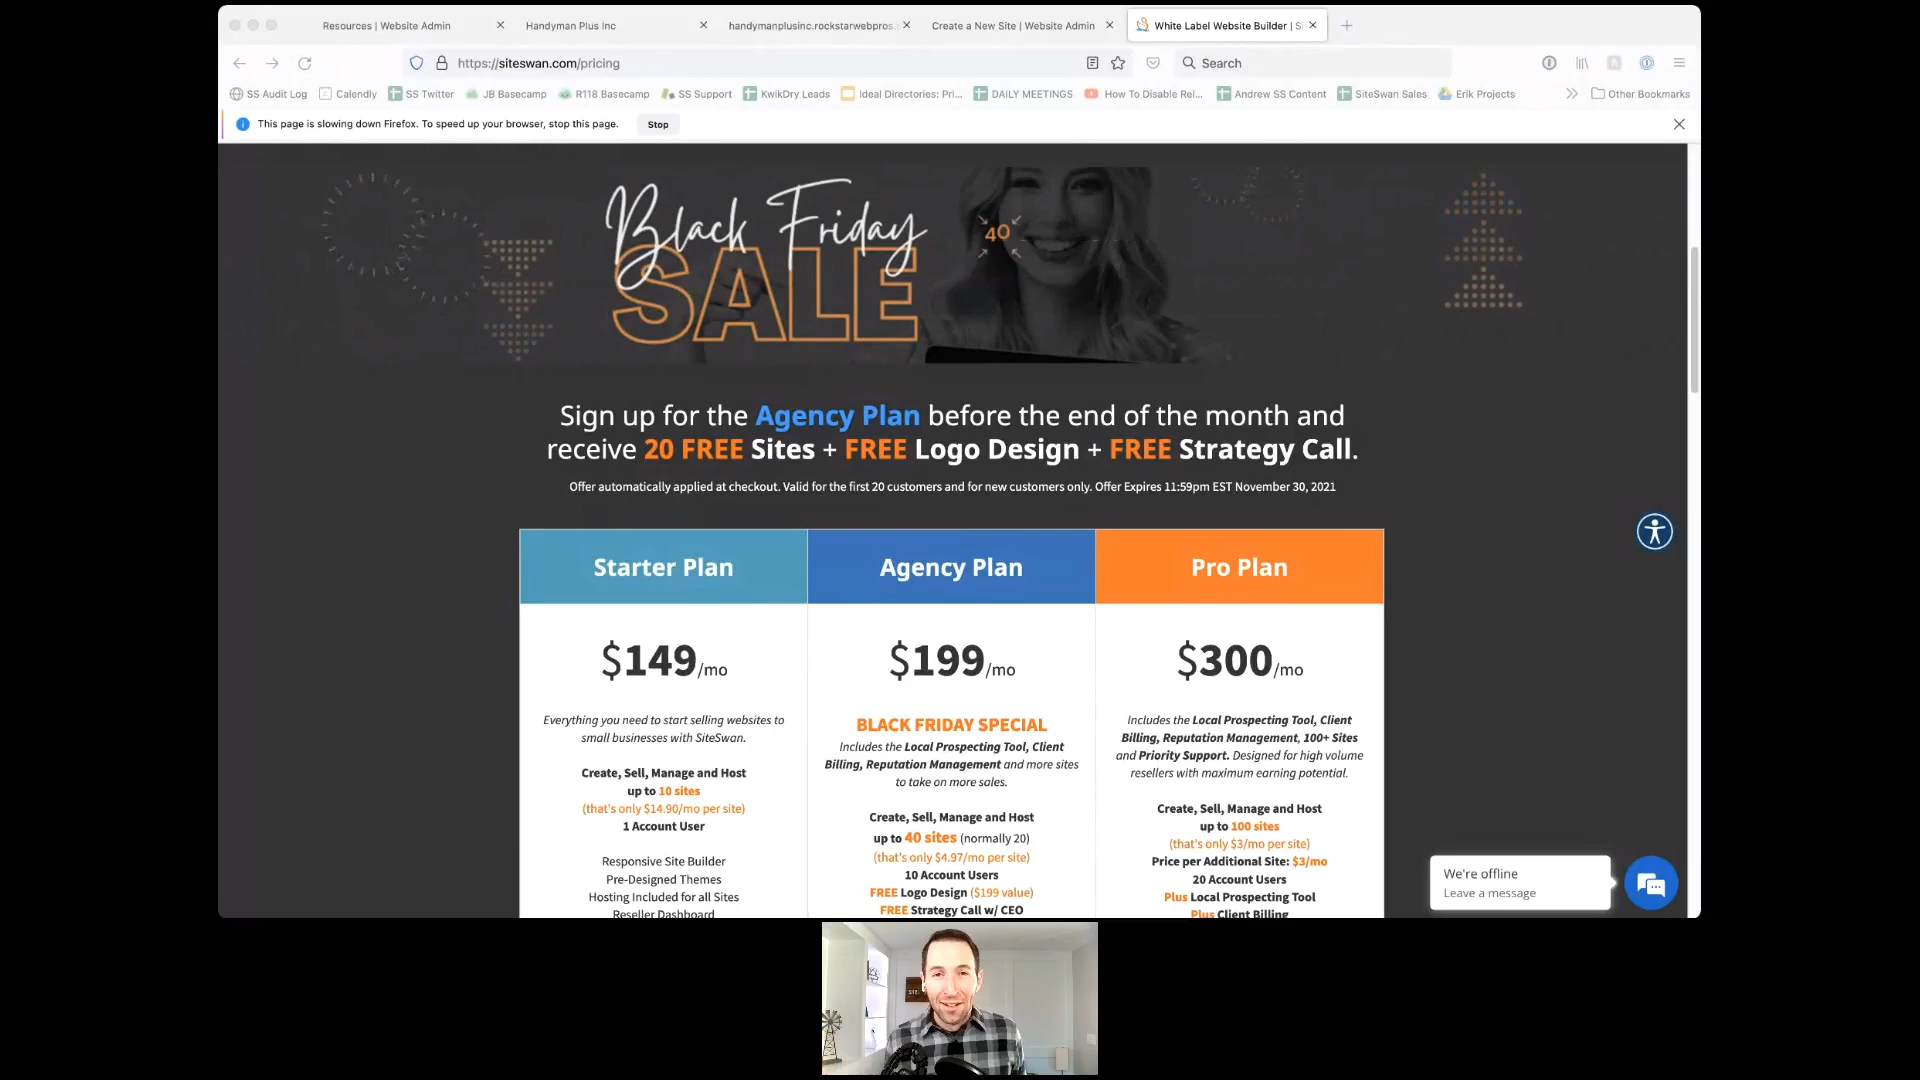 Resources | Website Admin
Handyman Plus Inc
handymanplusinc.rockstarwebpros.
Create a New Site | Website Admin
White Label Website Builder | S
https://siteswan.com/pricing
Search
SS Audit Log
Calendly
SS Twitter
JB Basecamp
R118 Basecamp
SS Support
KwikDry Leads
Ideal Directories: Pri...
DAILY MEETINGS
How To Disable Rel...
Andrew SS Content
SiteSwan Sales
Erik Projects
Other Bookmarks
This page is slowing down Firefox. To speed up your browser, stop this page.
Stop
Black Friday
SALE
40
Sign up for the Agency Plan before the end of the month and
receive 20 FREE Sites + FREE Logo Design + FREE Strategy Call.
Offer automatically applied at checkout. Valid for the first 20 customers and for new customers only. Offer Expires 11:59pm EST November 30, 2021
Starter Plan
$149/mo
Everything you need to start selling websites to
small businesses with SiteSwan.
Create, Sell, Manage and Host
up to 10 sites
(that's only $14.90/mo per site)
1 Account User
Responsive Site Builder
Pre-Designed Themes
Hosting Included for all Sites
Reseller Dashboard
Agency Plan
$199/mo
BLACK FRIDAY SPECIAL
Includes the Local Prospecting Tool, Client
Billing, Reputation Management and more sites
to take on more sales.
Create, Sell, Manage and Host
up to 40 sites (normally 20)
(that's only $4.97/mo per site)
10 Account Users
FREE Logo Design ($199 value)
FREE Strategy Call w/ CEO
Pro Plan
$300/mo
Includes the Local Prospecting Tool, Client
Billing, Reputation Management, 100+ Sites
and Priority Support. Designed for high volume
resellers with maximum earning potential.
Create, Sell, Manage and Host
up to 100 sites
(that's only $3/mo per site)
Price per Additional Site: $3/mo
20 Account Users
Plus Local Prospecting Tool
Plus Client Billing
We're offline
Leave a message